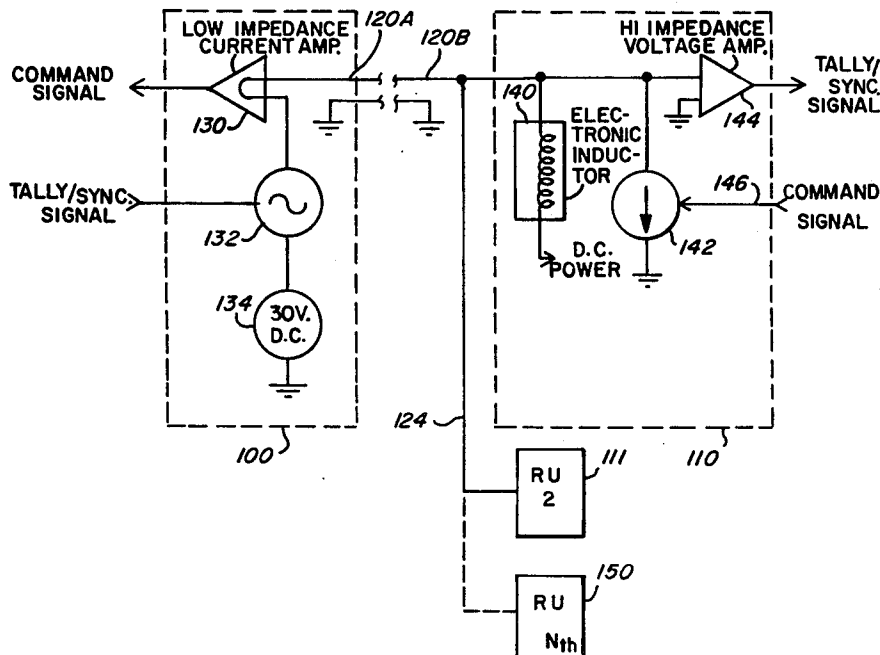 LOW IMPEDANCE
CURRENT AMP.
120A
120B
HI IMPEDANCE
VOLTAGE AMP.
COMMAND
SIGNAL
130
140
ELEC-
TRONIC
INDUC-
TOR
144
TALLY/
SYNC.
SIGNAL
TALLY/SYNC.
SIGNAL
132
146
COMMAND
SIGNAL
142
D.C.
POWER
134
30V.
D.C.
100
124
110
RU
2
111
RU
Nth
150